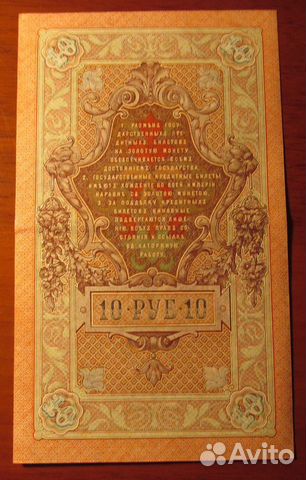 1. РАЗМѢНЪ ГОСУ-
ДАРСТВЕННЫХЪ КРЕ-
ДИТНЫХЪ БИЛЕТОВЪ
НА ЗОЛОТУЮ МОНЕТУ
ОБЕЗПЕЧИВАЕТСЯ ВСѢМЪ
ДОСТОЯНІЕМЪ ГОСУДАРСТВА.
2. ГОСУДАРСТВЕННЫЕ КРЕДИТНЫЕ БИЛЕТЫ
ИМѢЮТЪ ХОЖДЕНІЕ ВО ВСЕЙ ИМПЕРІИ
НАРАВНѢ СЪ ЗОЛОТОЮ МОНЕТОЮ.
3. ЗА ПОДДѢЛКУ КРЕДИТНЫХЪ
БИЛЕТОВЪ ВИНОВНЫЕ
ПОДВЕРГАЮТСЯ ЛИШЕ-
НІЮ ВСѢХЪ ПРАВЪ СО-
СТОЯНІЯ И ССЫЛКѢ
ВЪ КАТОРЖНУЮ
РАБОТУ.
10·РУБ·10
Avito